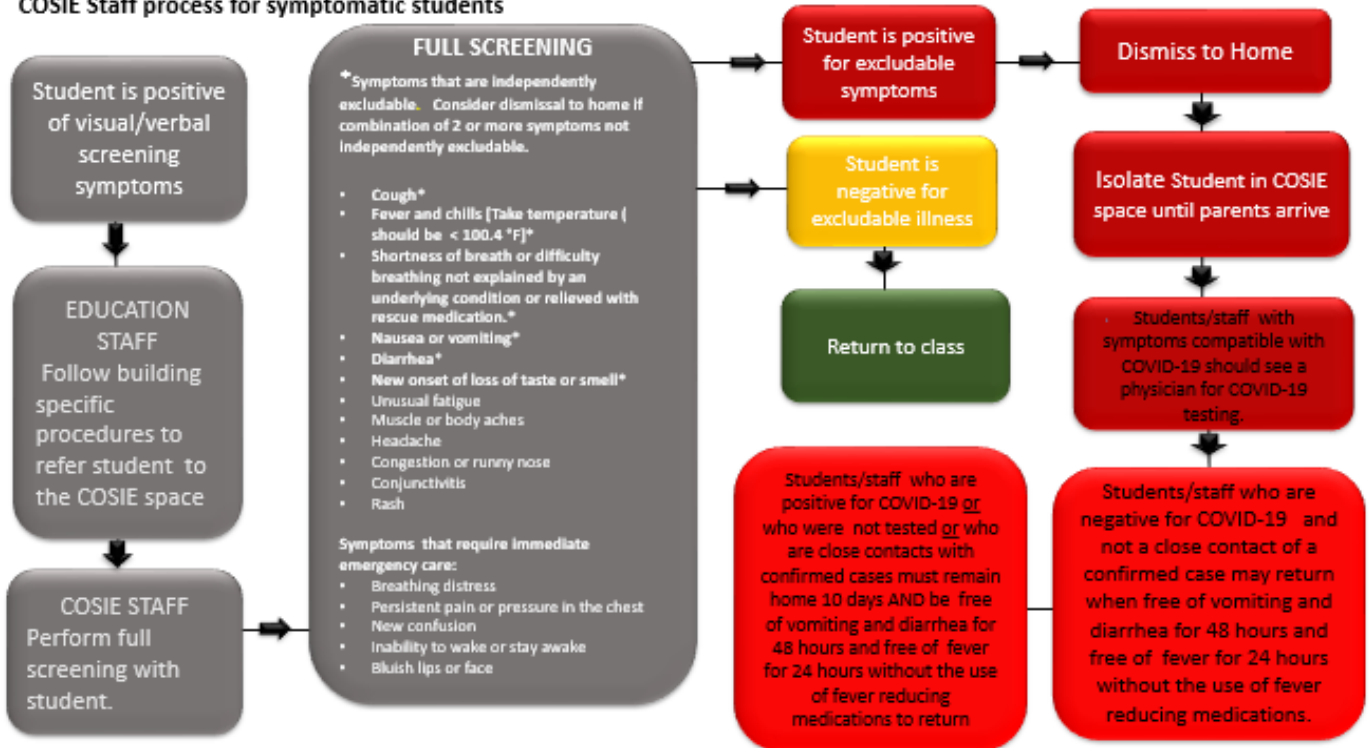 COSIE Staff process for symptomatic students
Student is positive
of visual/verbal
screening
symptoms
EDUCATION
STAFF
Follow building
specific
procedures to
refer student to
the COSIE space
COSIE STAFF
Perform full
screening with
student.
FULL SCREENING
*Symptoms that are independently
excludable. Consider dismissal to home if
combination of 2 or more symptoms not
independently excludable.
• Cough*
• Fever and chills [Take temperature (
should be < 100.4 °F]*
• Shortness of breath or difficulty
breathing not explained by an
underlying condition or relieved with
rescue medication.*
• Nausea or vomiting*
• Diarrhea*
• New onset of loss of taste or smell*
• Unusual fatigue
• Muscle or body aches
• Headache
• Congestion or runny nose
• Conjunctivitis
• Rash
Symptoms that require immediate
emergency care:
• Breathing distress
• Persistent pain or pressure in the chest
• New confusion
• Inability to wake or stay awake
• Bluish lips or face
Student is positive
for excludable
symptoms
Student is
negative for
excludable illness
Return to class
Dismiss to Home
Isolate Student in COSIE
space until parents arrive
. Students/staff with
symptoms compatible with
COVID-19 should see a
physician for COVID-19
testing.
Students/staff who are
negative for COVID-19 and
not a close contact of a
confirmed case may return
when free of vomiting and
diarrhea for 48 hours and
free of fever for 24 hours
without the use of fever
reducing medications.
Students/staff who are
positive for COVID-19 or
who were not tested or who
are close contacts with
confirmed cases must remain
home 10 days AND be free
of vomiting and diarrhea for
48 hours and free of fever
for 24 hours without the use
of fever reducing
medications to return